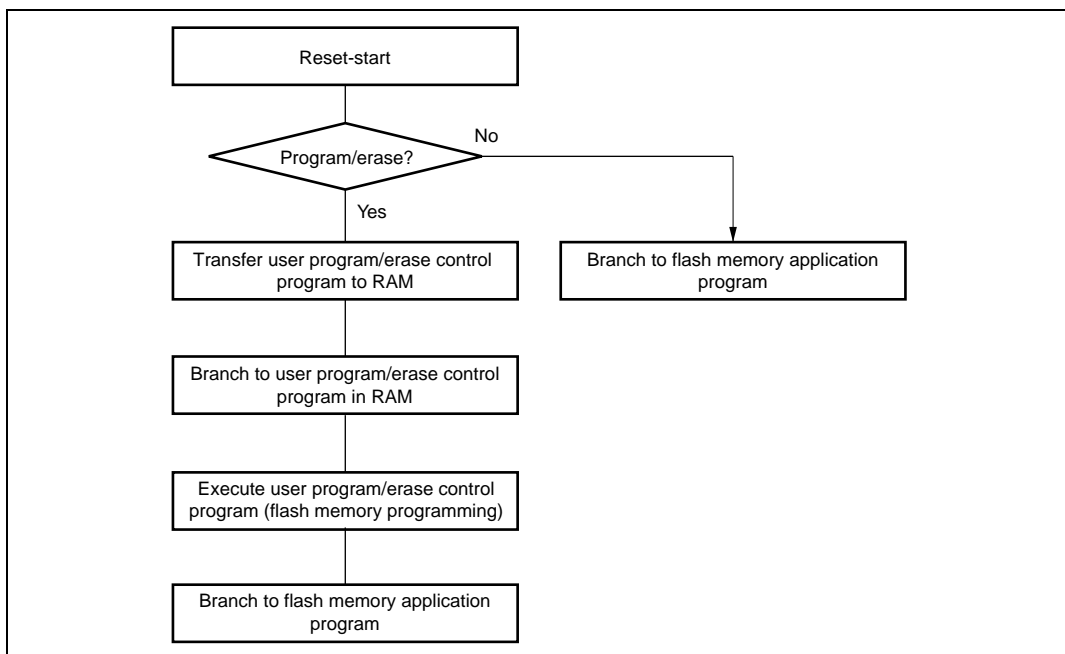 Reset-start
No
Program/erase?
Yes
Transfer user program/erase control
program to RAM
Branch to flash memory application
program
Branch to user program/erase control
program in RAM
Execute user program/erase control
program (flash memory programming)
Branch to flash memory application
program